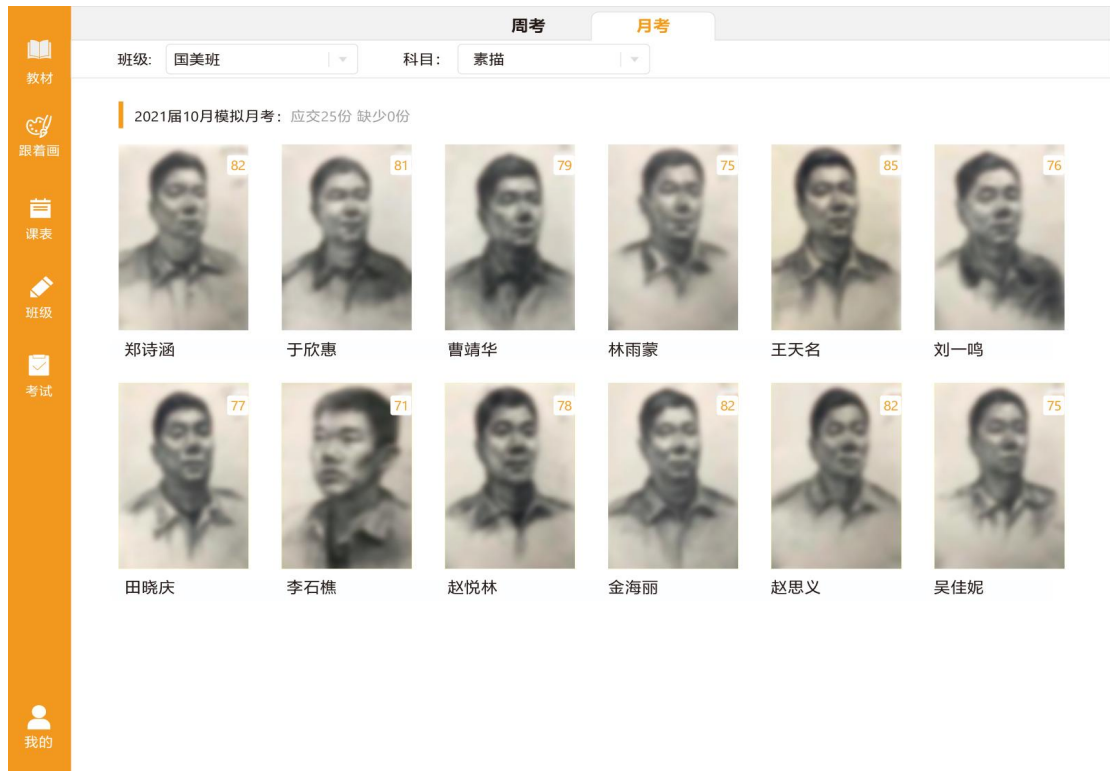 周考 月考
班级: 国美班 科目: 素描
2021届10月模拟月考: 应交25份 缺少0份
教材
跟着画
课表
班级
考试
我的
82 81 79 75 85 76
郑诗涵 于欣惠 曹靖华 林雨蒙 王天名 刘一鸣
77 71 78 82 82 75
田晓庆 李石樵 赵悦林 金海丽 赵思义 吴佳妮